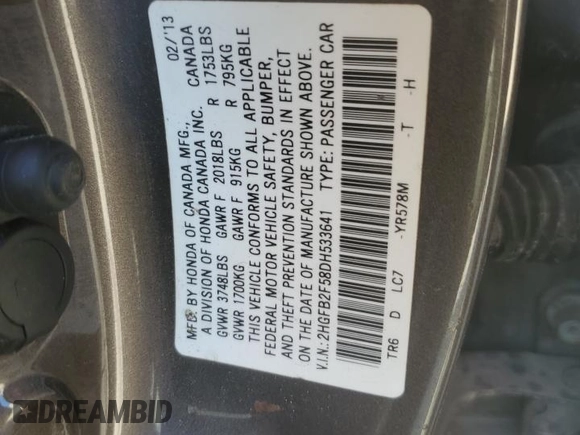 MFD. BY HONDA OF CANADA MFG., 02/'13
A DIVISION OF HONDA CANADA INC. CANADA
GVWR 3748LBS GAWR F 2018LBS R 1753LBS
GVWR 1700KG GAWR F 915KG R 795KG
THIS VEHICLE CONFORMS TO ALL APPLICABLE
FEDERAL MOTOR VEHICLE SAFETY, BUMPER,
AND THEFT PREVENTION STANDARDS IN EFFECT
ON THE DATE OF MANUFACTURE SHOWN ABOVE.
V.I.N.:2HGFB2F58DH533641 TYPE: PASSENGER CAR
TR6 D LC7 -YR578M -T -H
DREAMBID